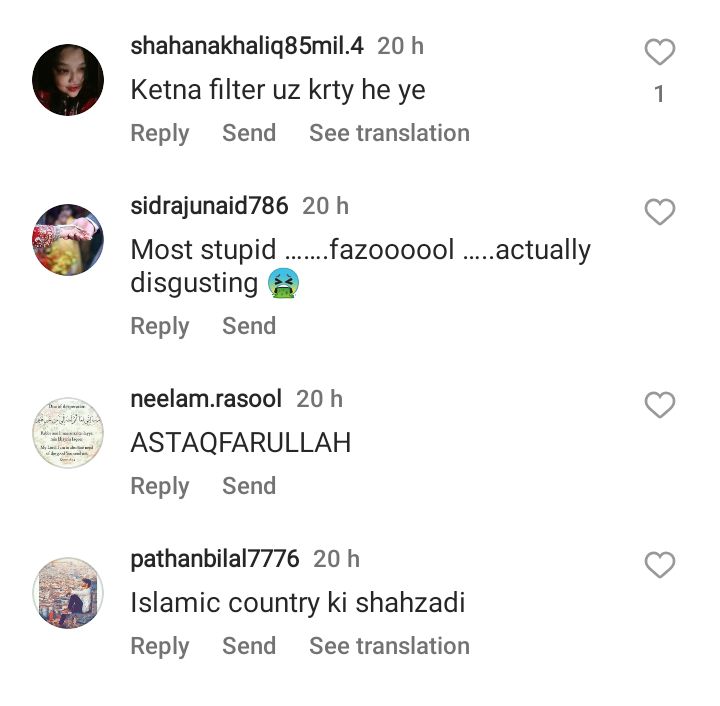 shahanakhaliq85mil.4 20 h
Ketna filter uz krty he ye
1
Reply Send See translation
sidrajunaid786 20 h
Most stupid …….fazoooool …..actually
disgusting 🤮
Reply Send
neelam.rasool 20 h
ASTAQFARULLAH
Reply Send
pathanbilal7776 20 h
Islamic country ki shahzadi
Reply Send See translation